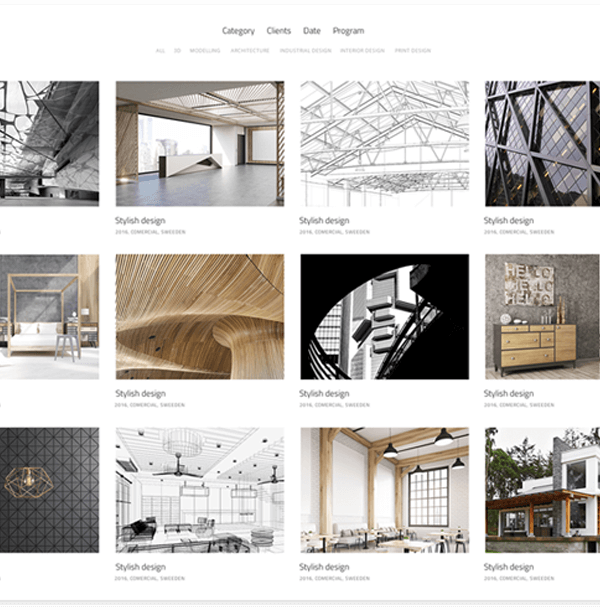 Category Clients Date Program
ALL 3D MODELLING ARCHITECTURE INDUSTRIAL DESIGN INTERIOR DESIGN PRINT DESIGN
Stylish design
2016, COMERCIAL, SWEEDEN
Stylish design
2016, COMERCIAL, SWEEDEN
Stylish design
2016, COMERCIAL, SWEEDEN
HELLO
HELLO
HELLO
Stylish design
2016, COMERCIAL, SWEEDEN
Stylish design
2016, COMERCIAL, SWEEDEN
Stylish design
2016, COMERCIAL, SWEEDEN
Stylish design
2016, COMERCIAL, SWEEDEN
Stylish design
2016, COMERCIAL, SWEEDEN
Stylish design
2016, COMERCIAL, SWEEDEN